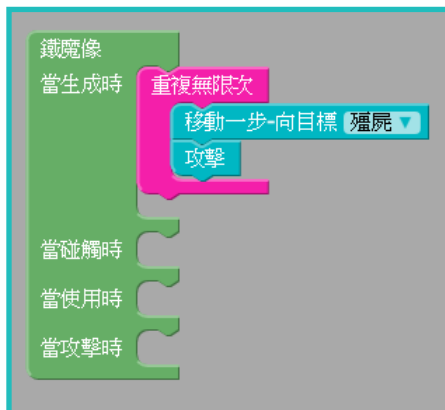 鐵魔像
當生成時 重複無限次
移動一步-向目標 殭屍
攻擊
當碰觸時
當使用時
當攻擊時